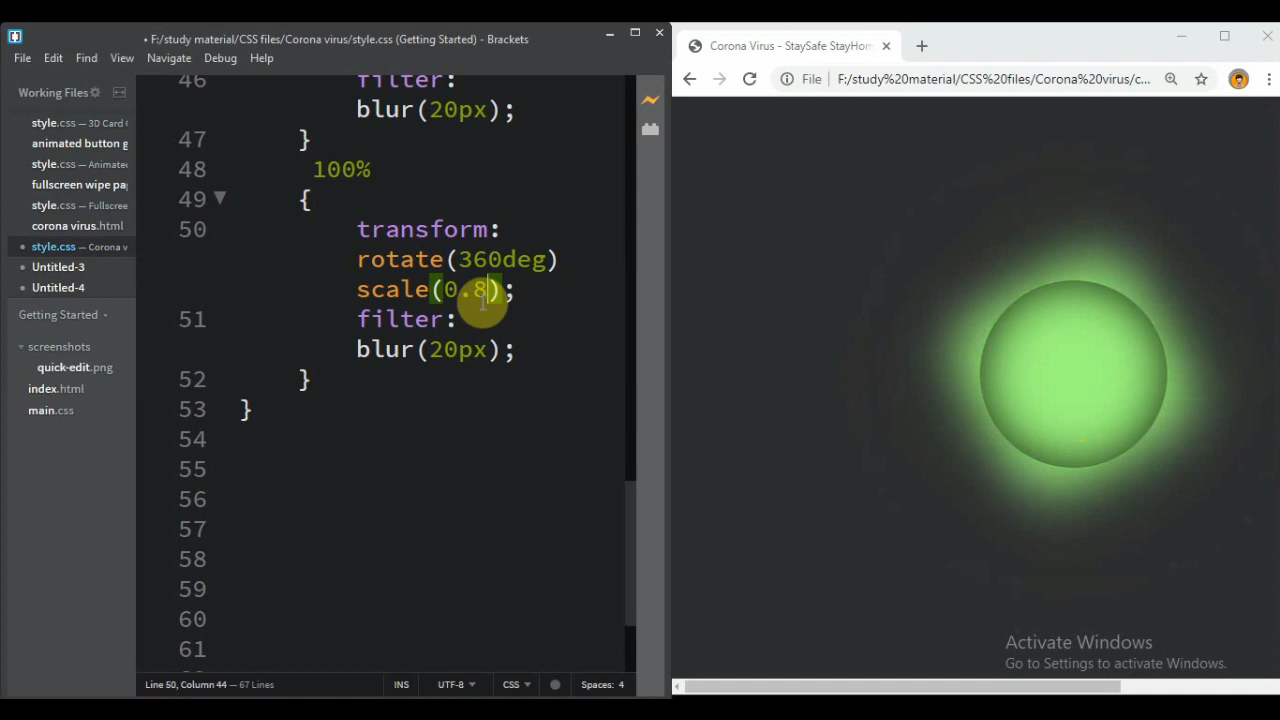 • F:/study material/CSS files/Corona virus/style.css (Getting Started) - Brackets
File Edit Find View Navigate Debug Help
Working Files
style.css — 3D Card
animated button g
style.css — Animate
fullscreen wipe pa
style.css — Fullscree
corona virus.html
style.css — Corona v
Untitled-3
Untitled-4
Getting Started
screenshots
quick-edit.png
index.html
main.css
46 filter:
blur(20px);
47 }
48 100%
49 {
50 transform:
rotate(360deg)
scale(0.8);
51 filter:
blur(20px);
52 }
53 }
54
55
56
57
58
59
60
61
Line 50, Column 44 — 67 Lines
INS UTF-8 CSS Spaces: 4
Corona Virus - StaySafe StayHom
File F:/study%20material/CSS%20files/Corona%20virus/c...
Activate Windows
Go to Settings to activate Windows.